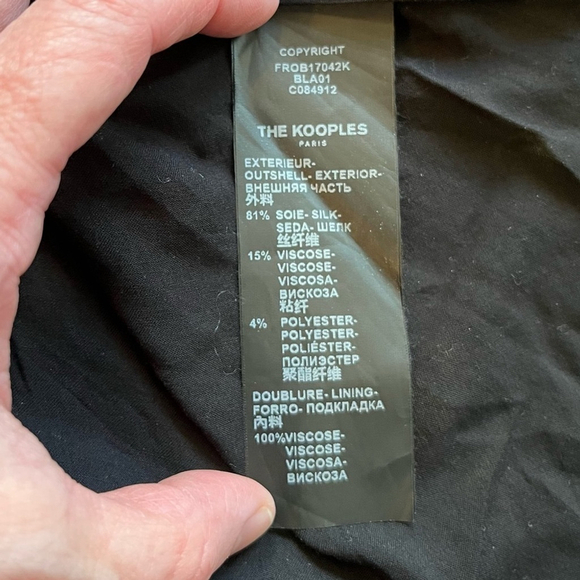 COPYRIGHT
FROB17042K
BLA01
C084912
THE KOOPLES
PARIS
EXTERIEUR-
OUTSHELL- EXTERIOR-
ВНЕШНЯЯ ЧАСТЬ
外料
81% SOIE- SILK-
SEDA- ШЕЛК
丝纤维
15% VISCOSE-
VISCOSE-
VISCOSA-
ВИСКОЗА
粘纤
4% POLYESTER-
POLYESTER-
POLIÉSTER-
ПОЛИЭСТЕР
聚酯纤维
DOUBLURE- LINING-
FORRO- ПОДКЛАДКА
內料
100%VISCOSE-
VISCOSE-
VISCOSA-
ВИСКОЗА